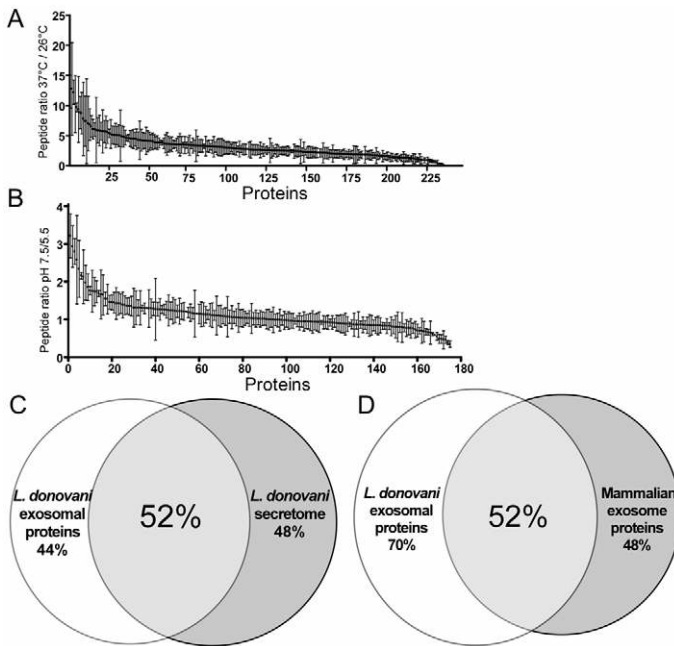 A
Peptide ratio 37°C / 26°C
25
20
15
10
5
0
25 50 75 100 125 150 175 200 225
Proteins
B
Peptide ratio pH 7.5/5.5
4
3
2
1
0
0 20 40 60 80 100 120 140 160 180
Proteins
C
L. donovani
exosomal
proteins
44%
52%
L. donovani
secretome
48%
D
L. donovani
exosomal
proteins
70%
52%
Mammalian
exosome
proteins
48%